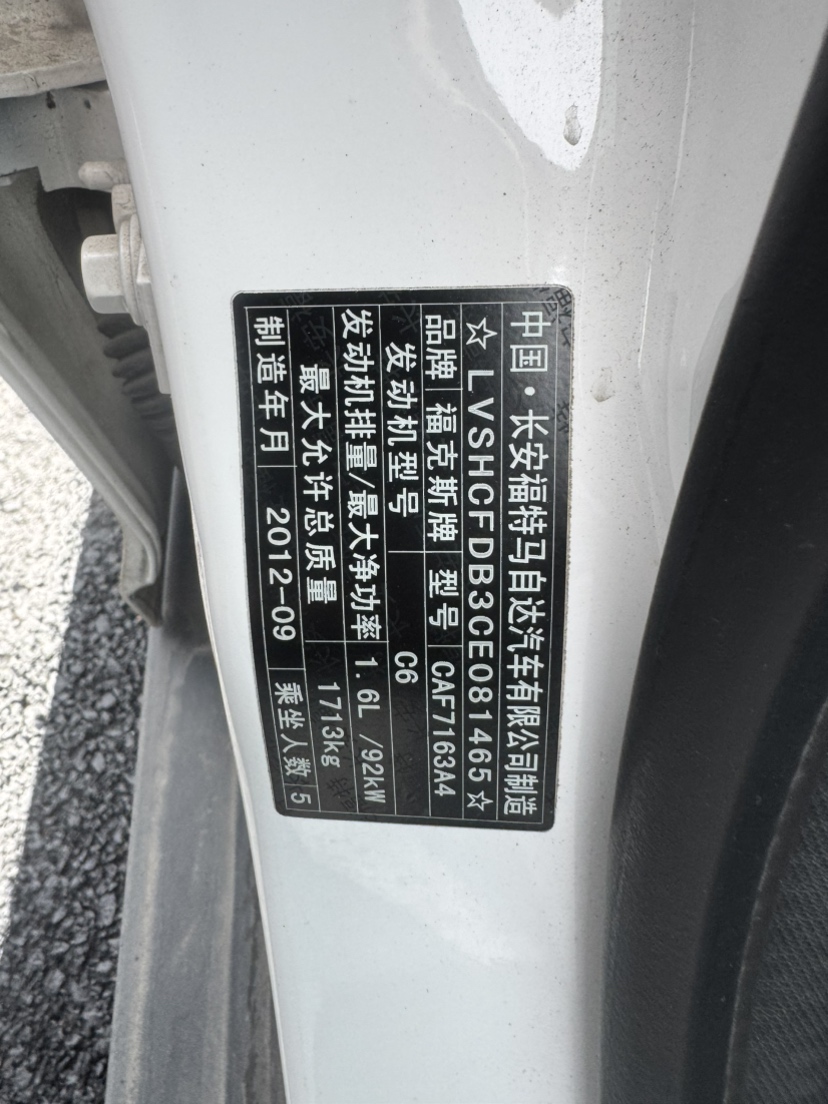 中国·长安福特马自达汽车有限公司制造
☆LVSHCFDB3CE081465☆
品牌 福克斯牌 型号 CAF7163A4
发动机型号 C6
发动机排量/最大净功率 1.6L /92kW
最大允许总质量 1713kg
制造年月 2012-09 乘坐人数 5